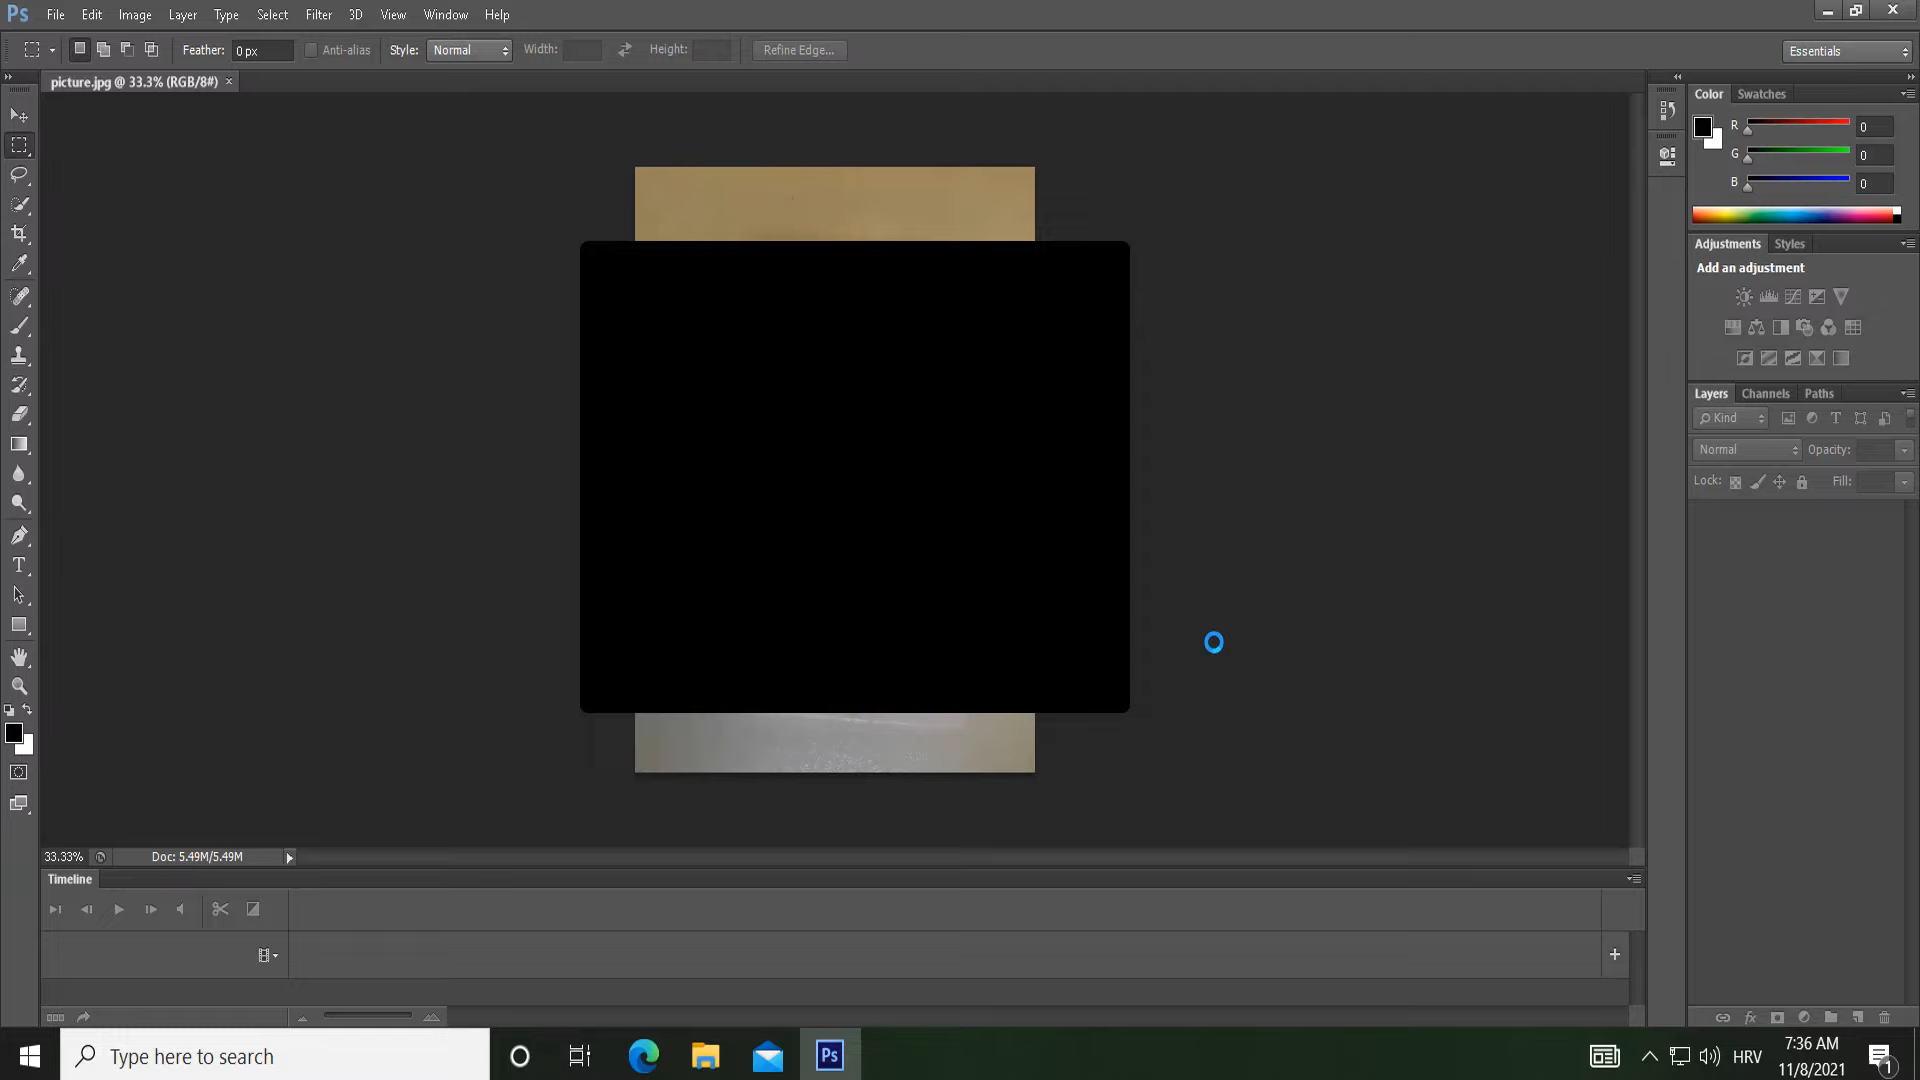 Ps File Edit Image Layer Type Select Filter 3D View Window Help
Feather: 0 px Anti-alias Style: Normal Width: Height: Refine Edge... Essentials
picture.jpg @ 33.3% (RGB/8#) ×
Color Swatches
R 0
G 0
B 0
Adjustments Styles
Add an adjustment
Layers Channels Paths
Kind
Normal Opacity:
Lock: Fill:
33.33% Doc: 5.49M/5.49M
Timeline
Type here to search
Ps
HRV
7:36 AM
11/8/2021
1